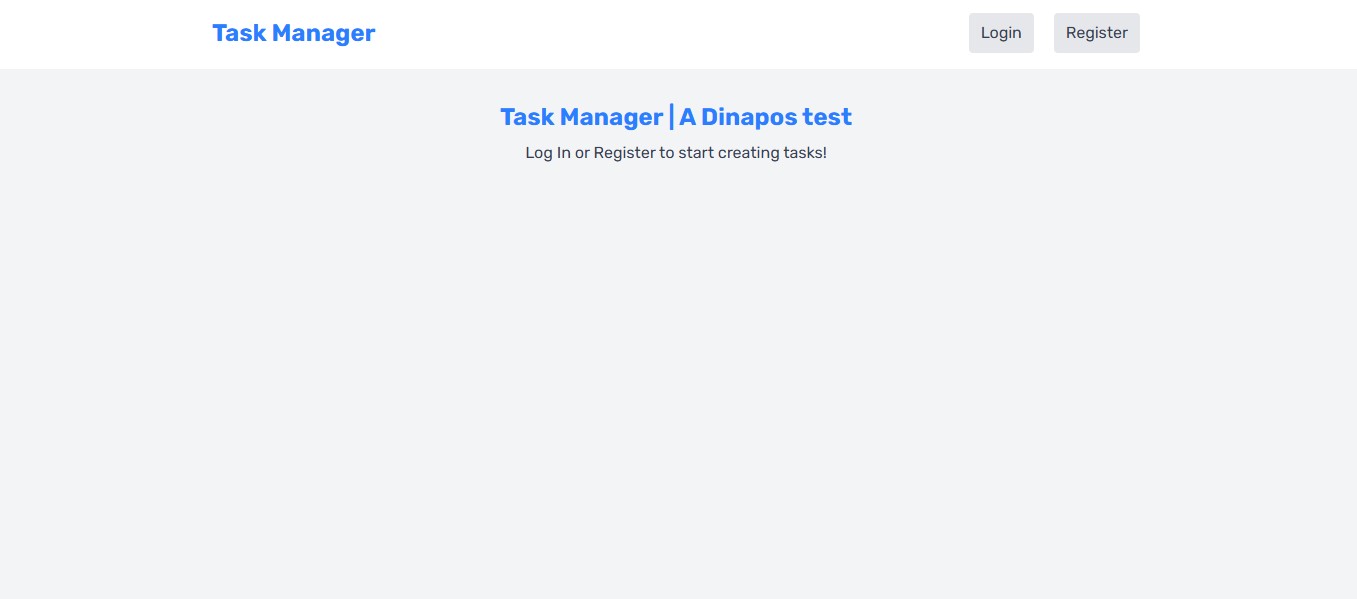 Task Manager
Login
Register
Task Manager | A Dinapos test
Log In or Register to start creating tasks!